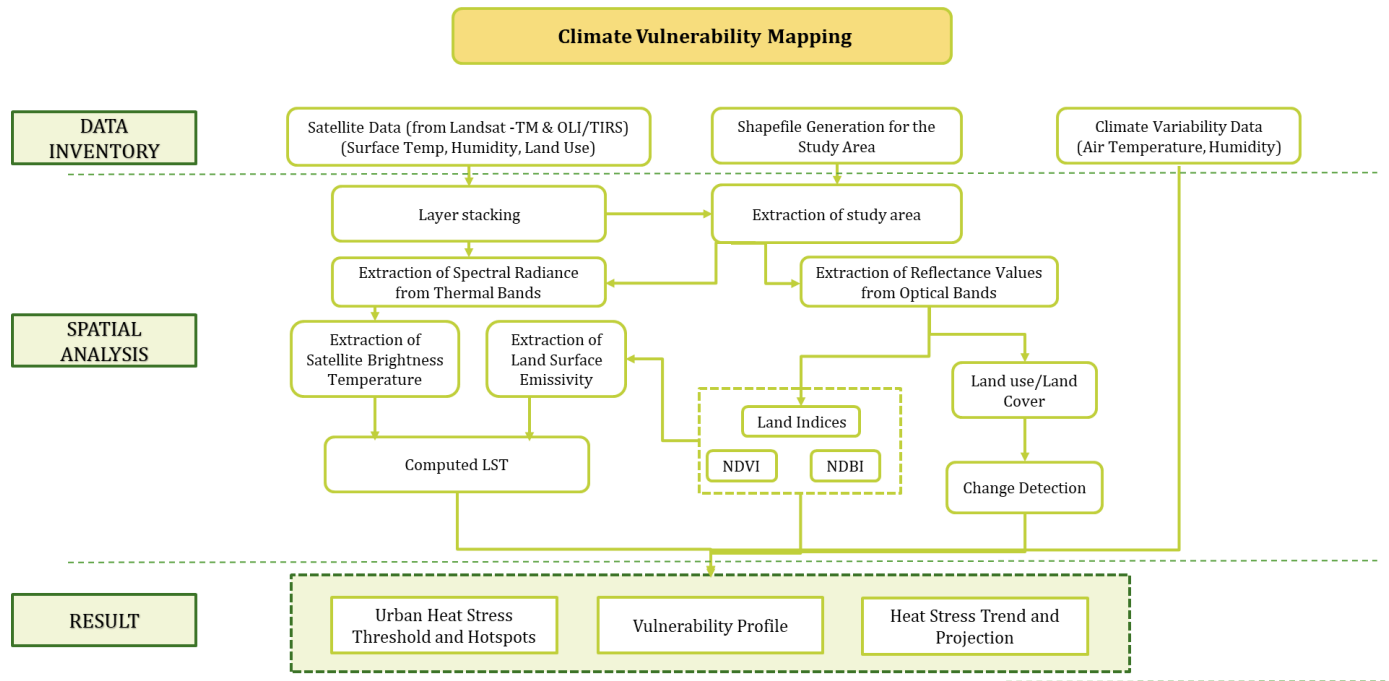 Climate Vulnerability Mapping
DATA
INVENTORY
Satellite Data (from Landsat -TM & OLI/TIRS)
(Surface Temp, Humidity, Land Use)
Shapefile Generation for the
Study Area
Climate Variability Data
(Air Temperature, Humidity)
Layer stacking
Extraction of study area
Extraction of Spectral Radiance
from Thermal Bands
Extraction of Reflectance Values
from Optical Bands
SPATIAL
ANALYSIS
Extraction of
Satellite Brightness
Temperature
Extraction of
Land Surface
Emissivity
Land use/Land
Cover
Land Indices
NDVI
NDBI
Computed LST
Change Detection
RESULT
Urban Heat Stress
Threshold and Hotspots
Vulnerability Profile
Heat Stress Trend and
Projection